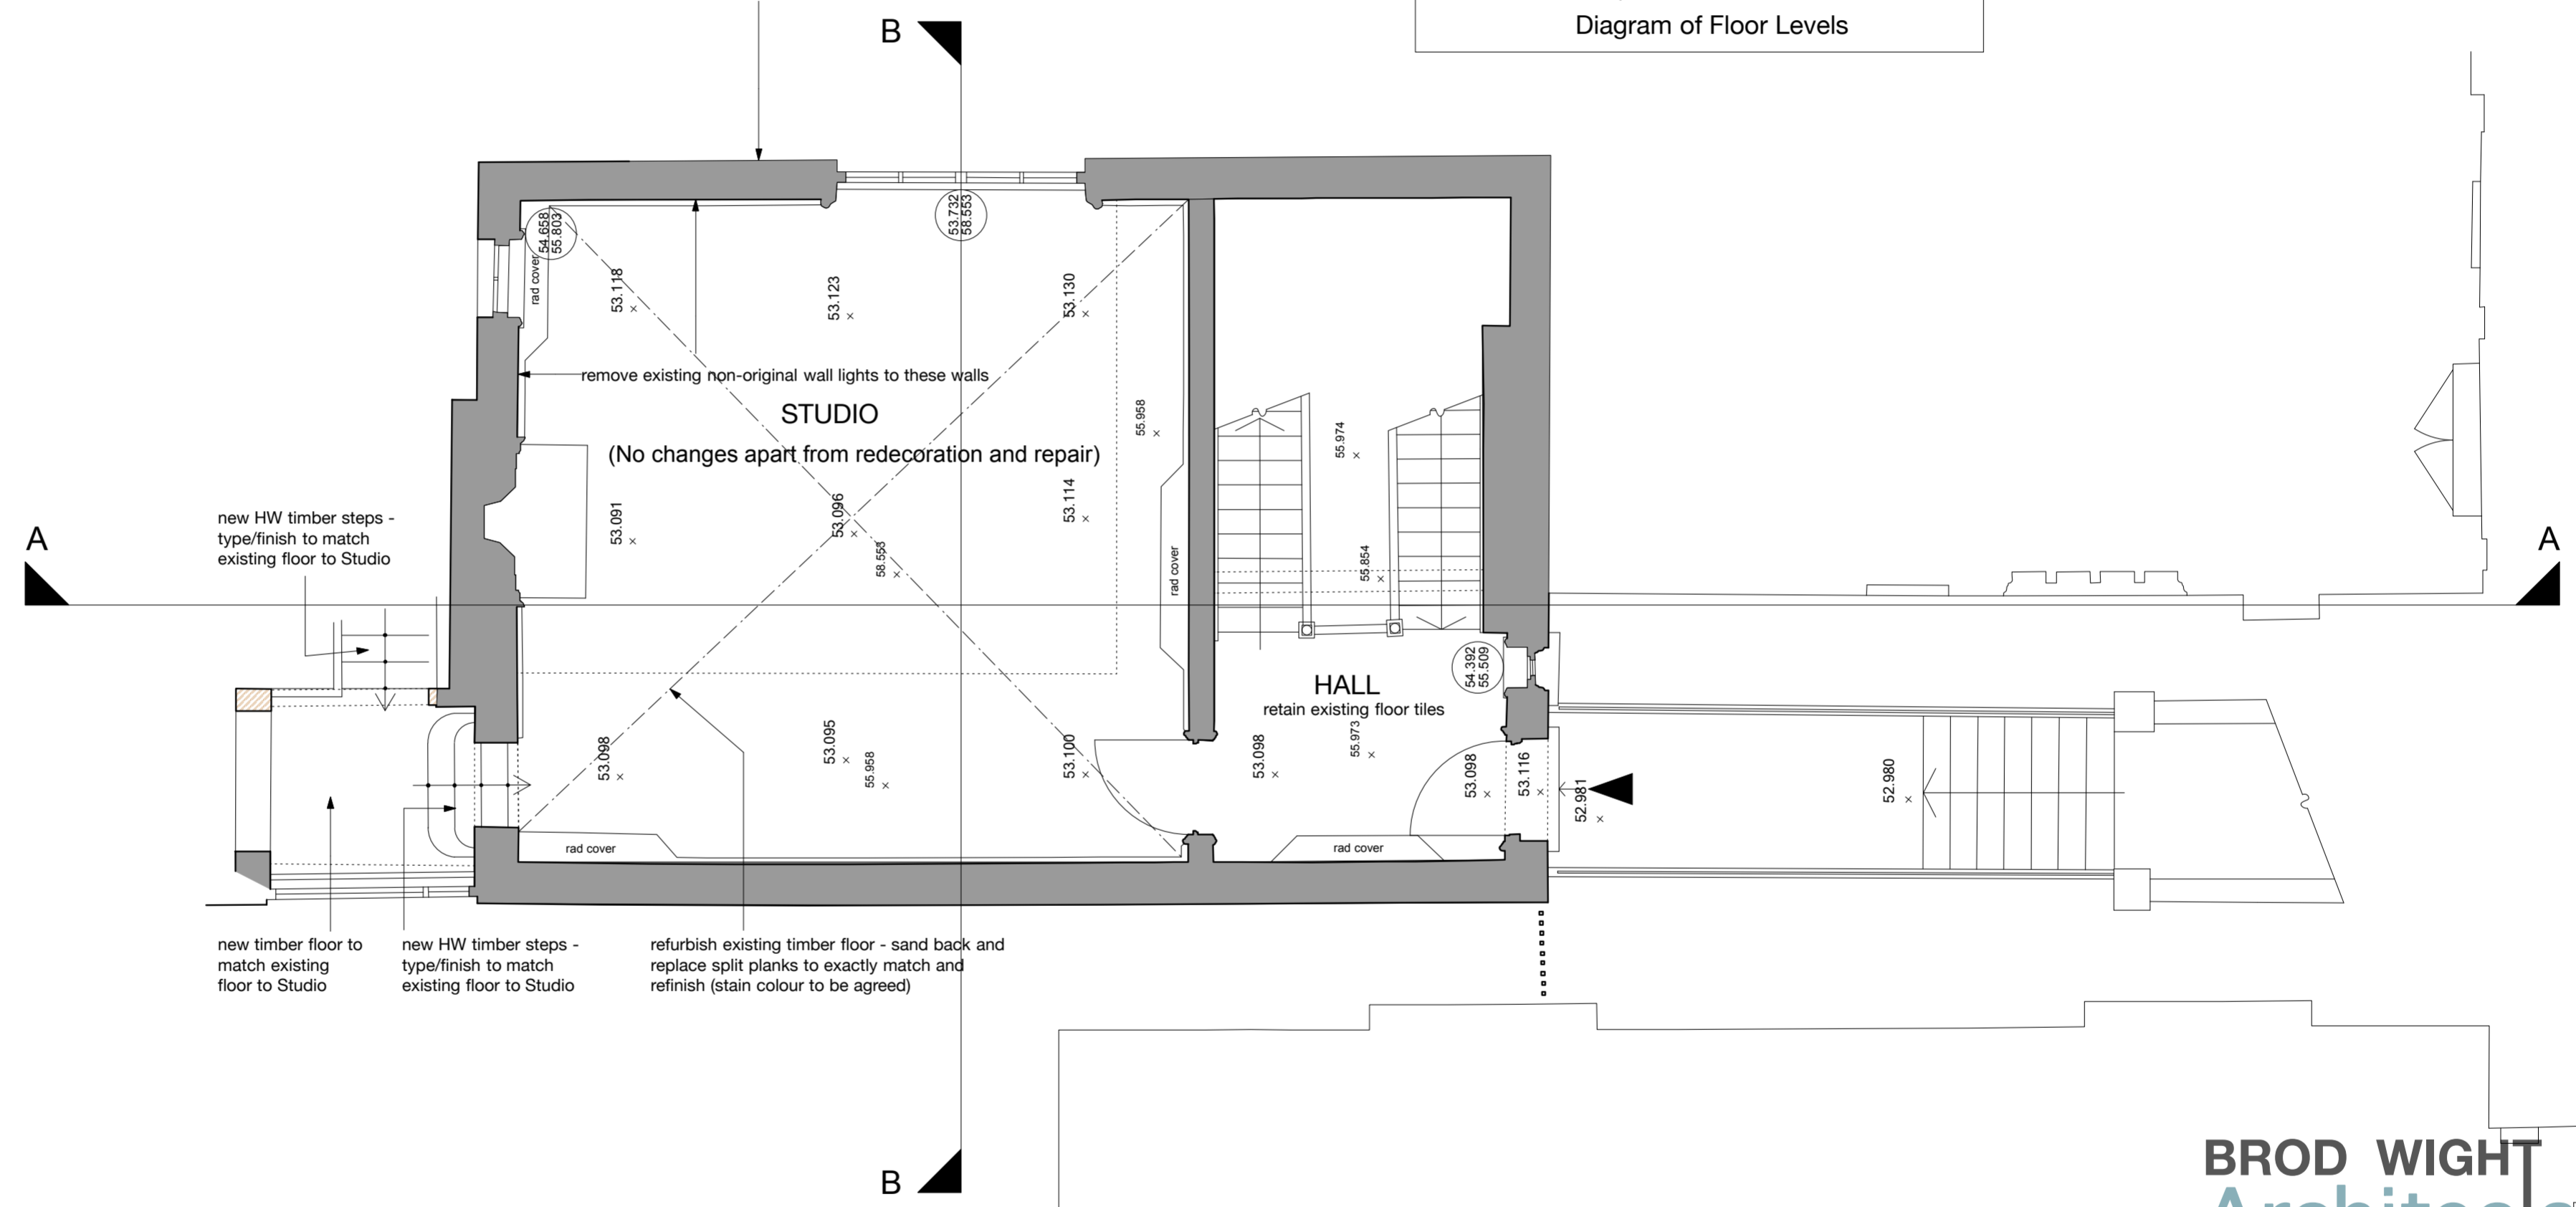 Diagram of Floor Levels
B
54.658
55.803
53.732
58.553
rad cover
53.118
53.123
53.130
remove existing non-original wall lights to these walls
STUDIO
(No changes apart from redecoration and repair)
55.958
55.974
A
A
new HW timber steps -
type/finish to match
existing floor to Studio
53.091
53.096
58.553
53.114
rad cover
55.854
54.392
55.509
HALL
retain existing floor tiles
53.098
53.095
55.958
53.100
53.098
55.973
53.098
53.116
52.981
52.980
rad cover
rad cover
new timber floor to
match existing
floor to Studio
new HW timber steps -
type/finish to match
existing floor to Studio
refurbish existing timber floor - sand back and
replace split planks to exactly match and
refinish (stain colour to be agreed)
B
BROD WIGHT